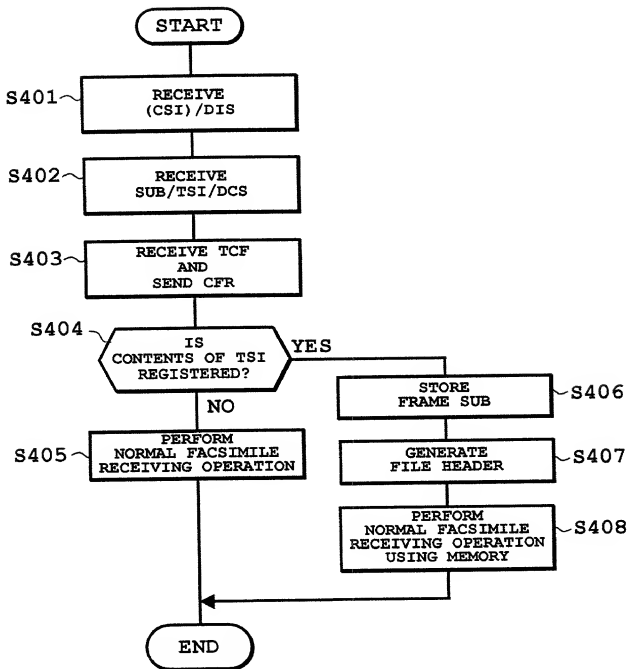 START
S401
RECEIVE
(CSI)/DIS
S402
RECEIVE
SUB/TSI/DCS
S403
RECEIVE TCF
AND
SEND CFR
S404
IS
CONTENTS OF TSI
REGISTERED?
YES
NO
S405
PERFORM
NORMAL FACSIMILE
RECEIVING OPERATION
STORE
FRAME SUB
S406
GENERATE
FILE HEADER
S407
PERFORM
NORMAL FACSIMILE
RECEIVING OPERATION
USING MEMORY
S408
END